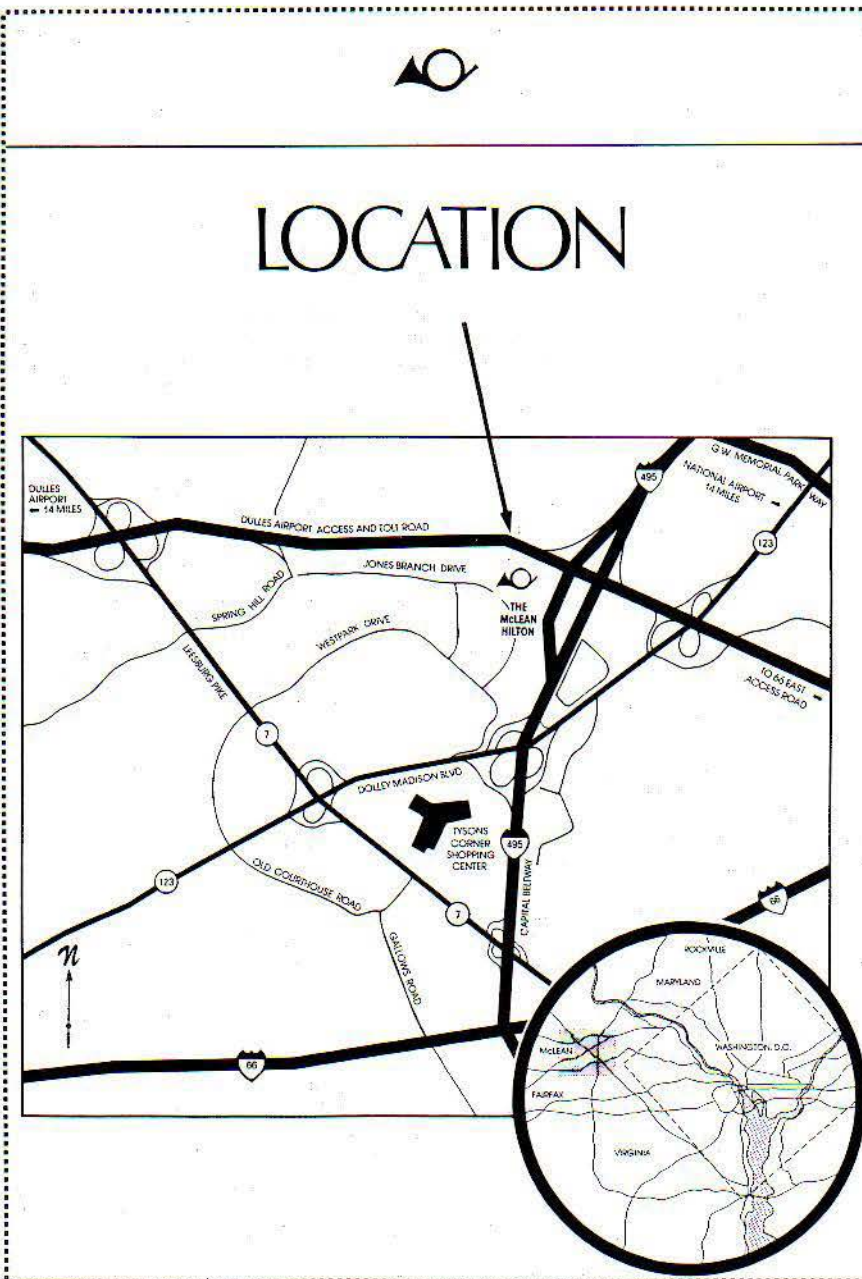 LOCATION
DULLES
AIRPORT
← 14 MILES
DULLES AIRPORT ACCESS AND TOLL ROAD
495
G.W. MEMORIAL PARKWAY
NATIONAL AIRPORT →
14 MILES
123
JONES BRANCH DRIVE
SPRING HILL ROAD
WESTPARK DRIVE
THE
McLEAN
HILTON
LEESBURG PIKE
TO 66 EAST
ACCESS ROAD →
7
DOLLEY MADISON BLVD
TYSONS
CORNER
SHOPPING
CENTER
495
CAPITAL BELTWAY
123
OLD COURTHOUSE ROAD
7
GALLOWS ROAD
66
N
66
ROCKVILLE
MARYLAND
McLEAN
WASHINGTON, D.C.
FAIRFAX
VIRGINIA